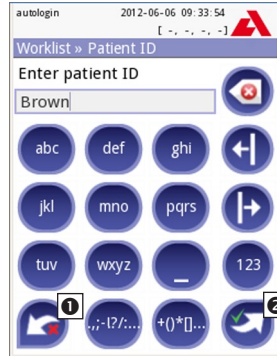 autologin 2012-06-06 09:33:54
[ -, -, -, -]
Worklist » Patient ID
Enter patient ID
Brown
abc def ghi
jkl mno pqrs
tuv wxyz _ 123
1 2
.,;-!?/:... +()*[]...